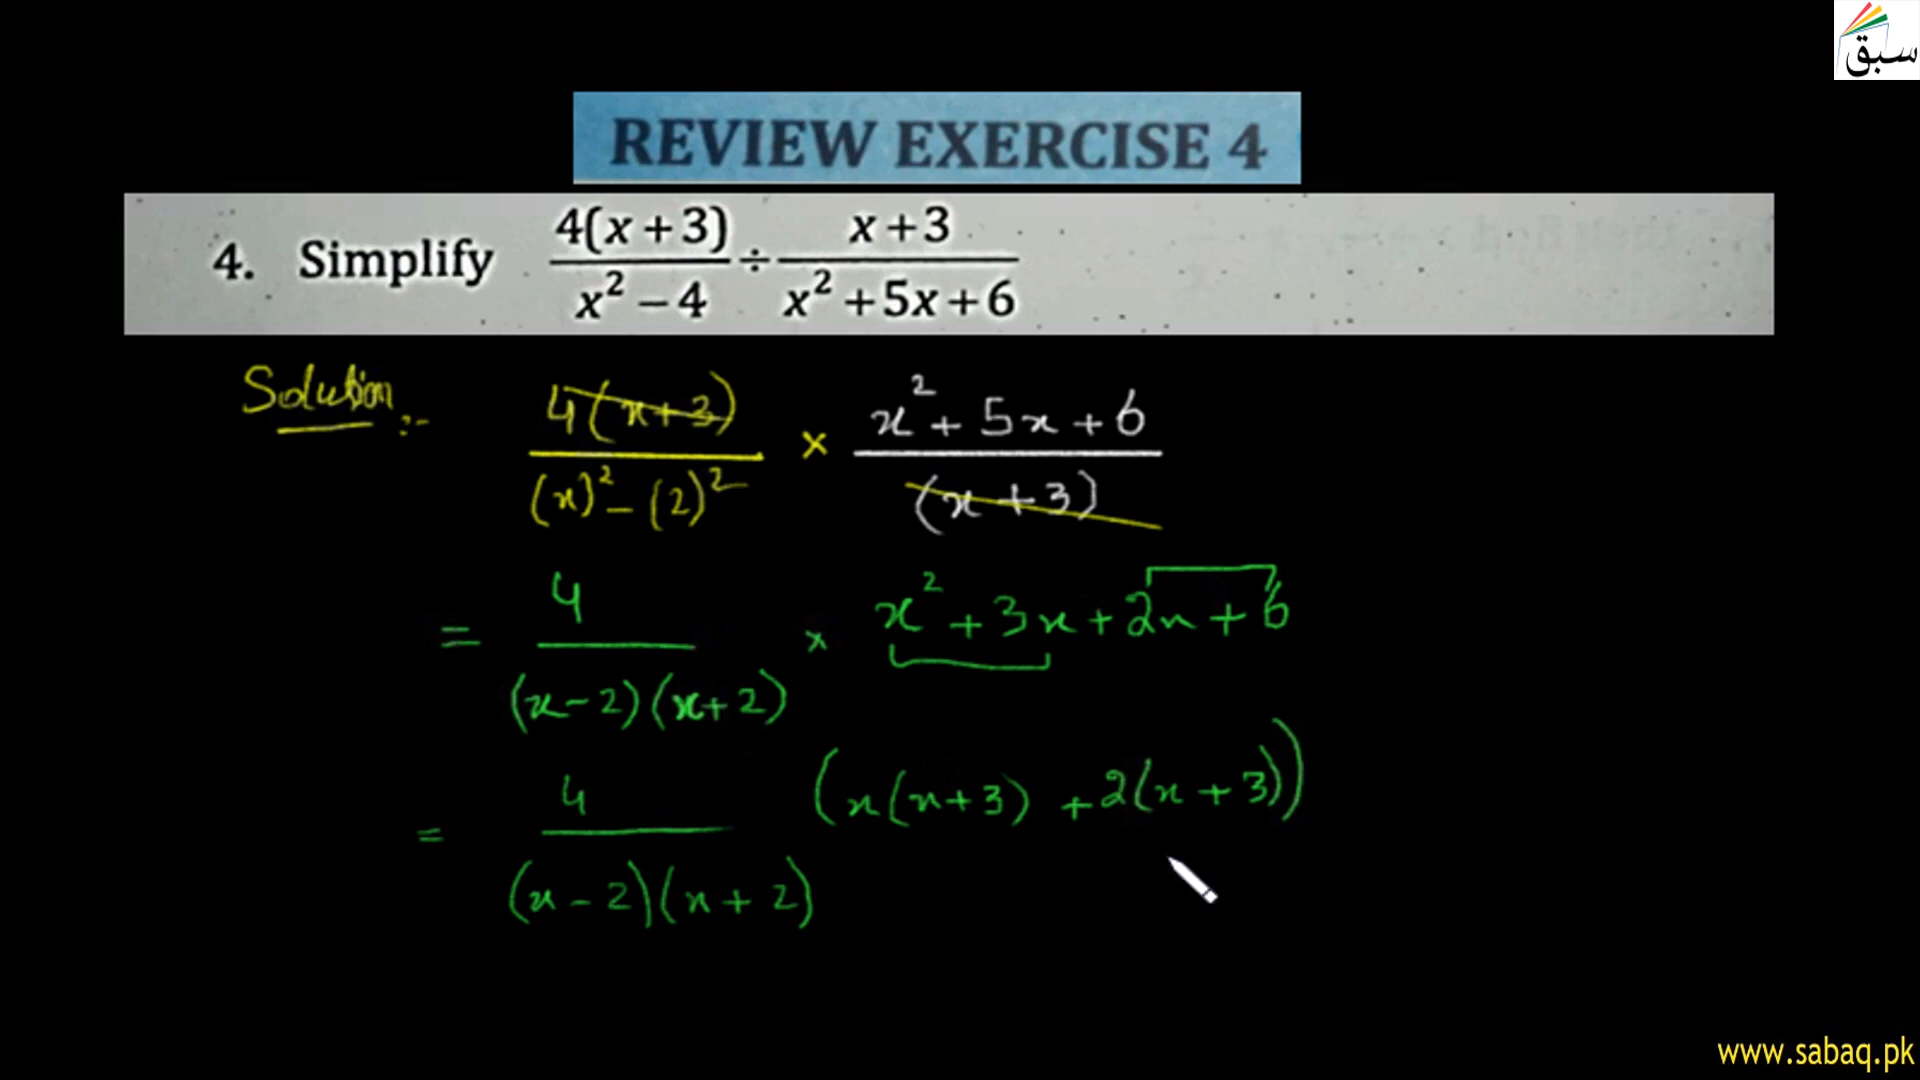 سبق
REVIEW EXERCISE 4
4. Simplify 4(x+3)/(x²−4) ÷ (x+3)/(x²+5x+6)
Solution:-
4(x+3)/((x)²−(2)²) × (x²+5x+6)/(x+3)
= 4/((x−2)(x+2)) × x²+3x+2x+6
= 4/((x−2)(x+2)) (x(x+3)+2(x+3))
www.sabaq.pk